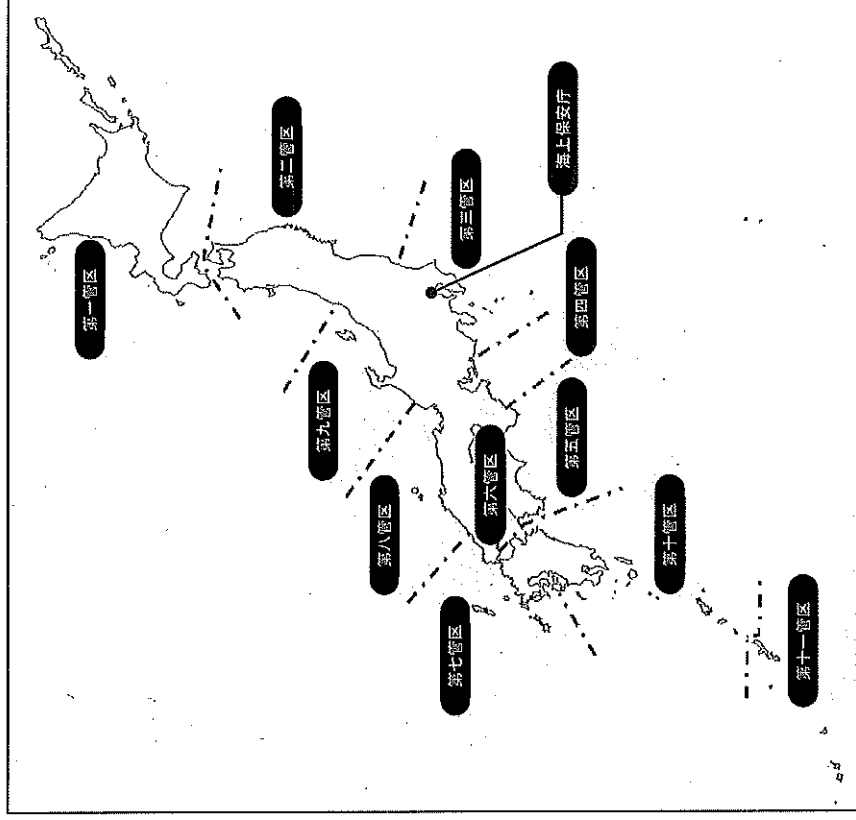 第一管区
第二管区
第三管区
海上保安庁
第四管区
第五管区
第六管区
第七管区
第八管区
第九管区
第十管区
第十一管区